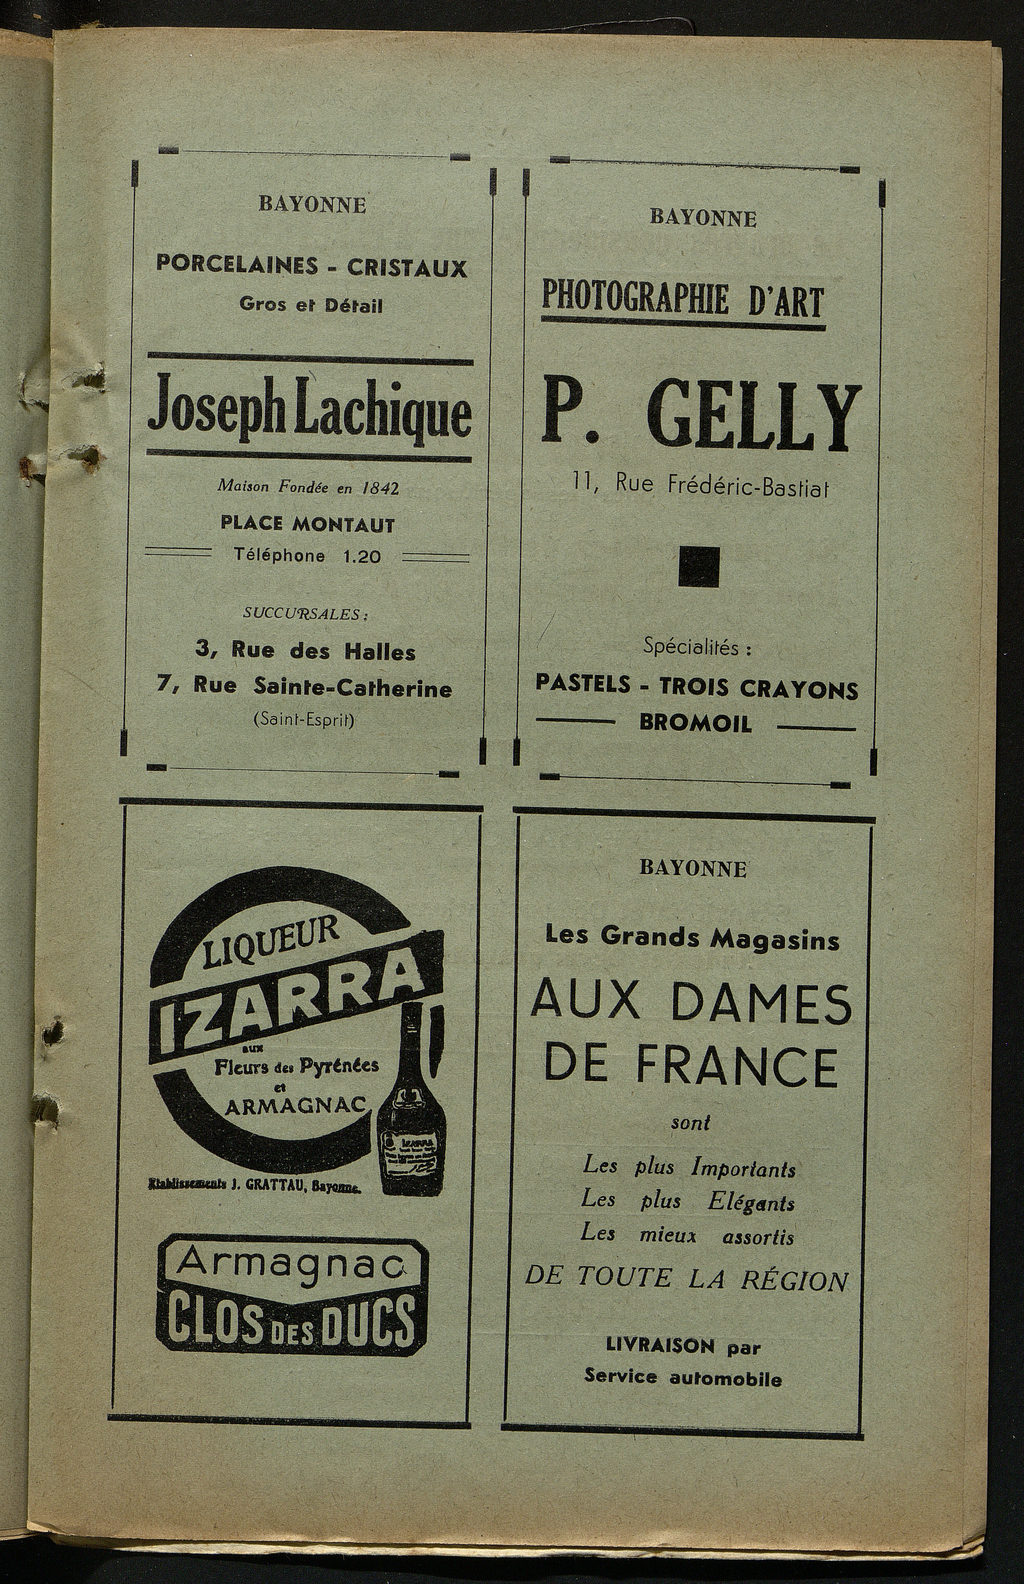 BAYONNE
PORCELAINES - CRISTAUX
Gros et Détail
Joseph Lachique
Maison Fondée en 1842
PLACE MONTAUT
Téléphone 1.20
SUCCURSALES :
3, Rue des Halles
7, Rue Sainte-Catherine
(Saint-Esprit)
BAYONNE
PHOTOGRAPHIE D'ART
P. GELLY
11, Rue Frédéric-Bastiat
Spécialités :
PASTELS - TROIS CRAYONS
BROMOIL
LIQUEUR
IZARRA
aux
Fleurs des Pyrénées
et
ARMAGNAC
IZARRA
Etablissements J. GRATTAU, Bayonne.
Armagnac
CLOS DES DUCS
BAYONNE
Les Grands Magasins
AUX DAMES
DE FRANCE
sont
Les plus Importants
Les plus Elégants
Les mieux assortis
DE TOUTE LA RÉGION
LIVRAISON par
Service automobile